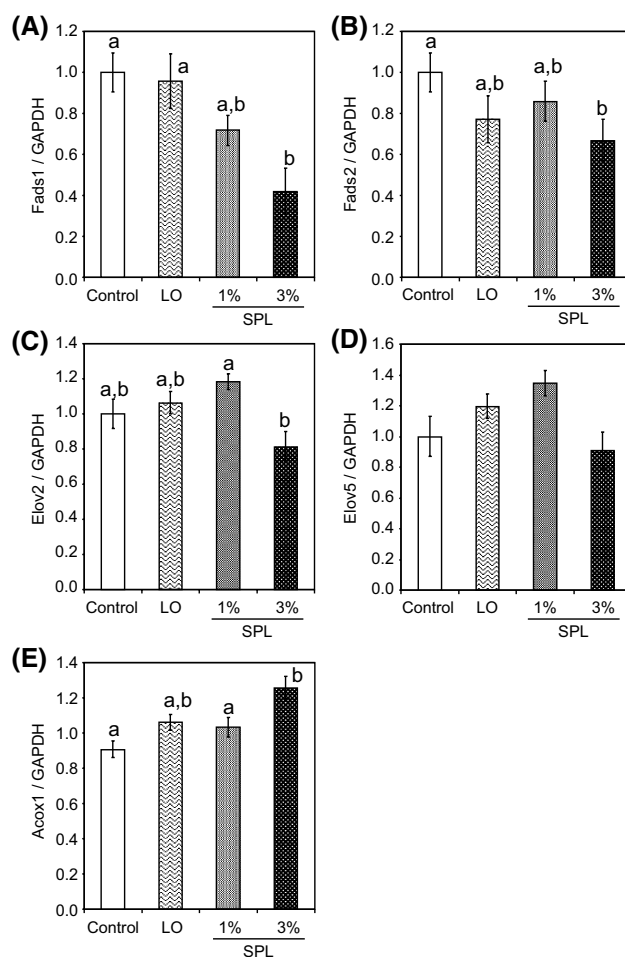 (A)
Fads1 / GAPDH
1.2
1.0
0.8
0.6
0.4
0.2
0.0
a
a
a,b
b
Control LO 1% 3%
SPL
(B)
Fads2 / GAPDH
1.2
1.0
0.8
0.6
0.4
0.2
0.0
a
a,b
a,b
b
Control LO 1% 3%
SPL
(C)
Elov2 / GAPDH
1.4
1.2
1.0
0.8
0.6
0.4
0.2
0.0
a,b
a,b
a
b
Control LO 1% 3%
SPL
(D)
Elov5 / GAPDH
1.6
1.4
1.2
1.0
0.8
0.6
0.4
0.2
0.0
Control LO 1% 3%
SPL
(E)
Acox1 / GAPDH
1.4
1.2
1.0
0.8
0.6
0.4
0.2
0.0
a
a,b
a
b
Control LO 1% 3%
SPL